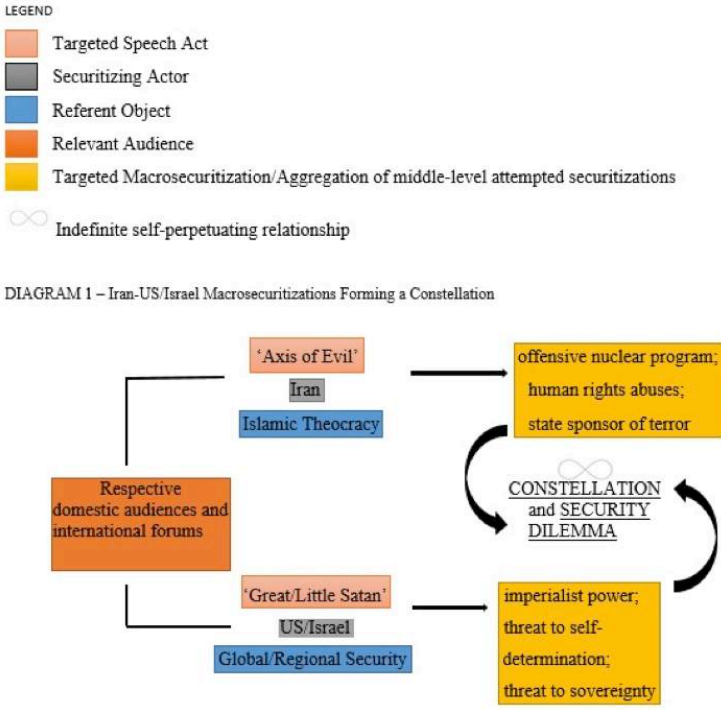 LEGEND
Targeted Speech Act
Securitizing Actor
Referent Object
Relevant Audience
Targeted Macrosecuritization/Aggregation of middle-level attempted securitizations
Indefinite self-perpetuating relationship
DIAGRAM 1 – Iran-US/Israel Macrosecuritizations Forming a Constellation
‘Axis of Evil’
Iran
Islamic Theocracy
offensive nuclear program;
human rights abuses;
state sponsor of terror
Respective
domestic audiences and
international forums
CONSTELLATION
and SECURITY
DILEMMA
‘Great/Little Satan’
US/Israel
Global/Regional Security
imperialist power;
threat to self-
determination;
threat to sovereignty